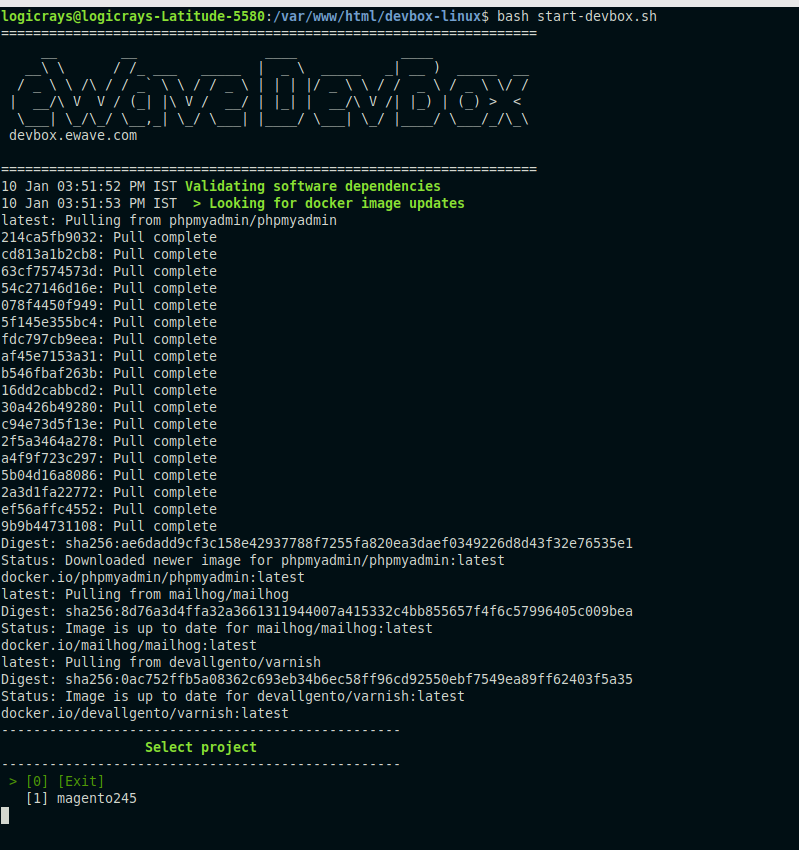 logicrays@logicrays-Latitude-5580:/var/www/html/devbox-linux$ bash start-devbox.sh
===================================================================
eWave DevBox
devbox.ewave.com
===================================================================
10 Jan 03:51:52 PM IST Validating software dependencies
10 Jan 03:51:53 PM IST  > Looking for docker image updates
latest: Pulling from phpmyadmin/phpmyadmin
214ca5fb9032: Pull complete
cd813a1b2cb8: Pull complete
63cf7574573d: Pull complete
54c27146d16e: Pull complete
078f4450f949: Pull complete
5f145e355bc4: Pull complete
fdc797cb9eea: Pull complete
af45e7153a31: Pull complete
b546fbaf263b: Pull complete
16dd2cabbcd2: Pull complete
30a426b49280: Pull complete
c94e73d5f13e: Pull complete
2f5a3464a278: Pull complete
a4f9f723c297: Pull complete
5b04d16a8086: Pull complete
2a3d1fa22772: Pull complete
ef56affc4552: Pull complete
9b9b44731108: Pull complete
Digest: sha256:ae6dadd9cf3c158e42937788f7255fa820ea3daef0349226d8d43f32e76535e1
Status: Downloaded newer image for phpmyadmin/phpmyadmin:latest
docker.io/phpmyadmin/phpmyadmin:latest
latest: Pulling from mailhog/mailhog
Digest: sha256:8d76a3d4ffa32a3661311944007a415332c4bb855657f4f6c57996405c009bea
Status: Image is up to date for mailhog/mailhog:latest
docker.io/mailhog/mailhog:latest
latest: Pulling from devallgento/varnish
Digest: sha256:0ac752ffb5a08362c693eb34b6ec58ff96cd92550ebf7549ea89ff62403f5a35
Status: Image is up to date for devallgento/varnish:latest
docker.io/devallgento/varnish:latest
--------------------------------------------------
Select project
--------------------------------------------------
> [0] [Exit]
[1] magento245